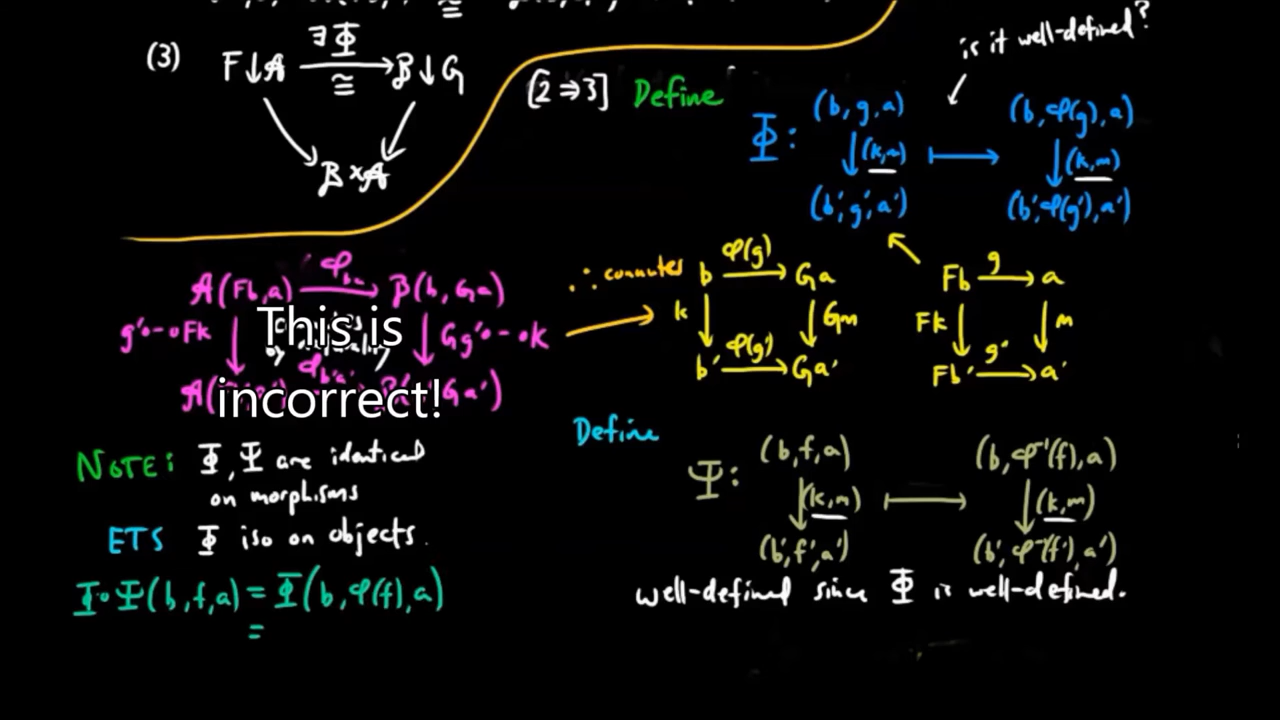 ≅
(3) F↓𝒜 ∃Φ ≅ → ℬ↓G
ℬ×𝒜
[2⇒3] Define
is it well-defined?
Φ: (b, g, a) (b, φ(g), a)
↓(k,m) ↦ ↓(k,m)
(b', g', a') (b', φ(g'), a')
𝒜(Fb,a) φ_{ba} → ℬ(b, Ga)
g'∘-∘Fk ↓ ↓ Gg'∘-∘k
This is
incorrect!
∴ commutes
b φ(g) → Ga
k ↓ ↓ Gm
b' φ(g') → Ga'
Fb g → a
Fk ↓ ↓ m
Fb' g' → a'
NOTE: Φ, Ψ are identical
on morphisms
ETS Φ iso on objects.
Φ∘Ψ(b,f,a) = Φ(b, φ(f), a)
=
Define
Ψ: (b,f,a) (b, φ⁻¹(f), a)
↓(k,m) ↦ ↓(k,m)
(b',f',a') (b', φ⁻¹(f'), a')
well-defined since Φ is well-defined.